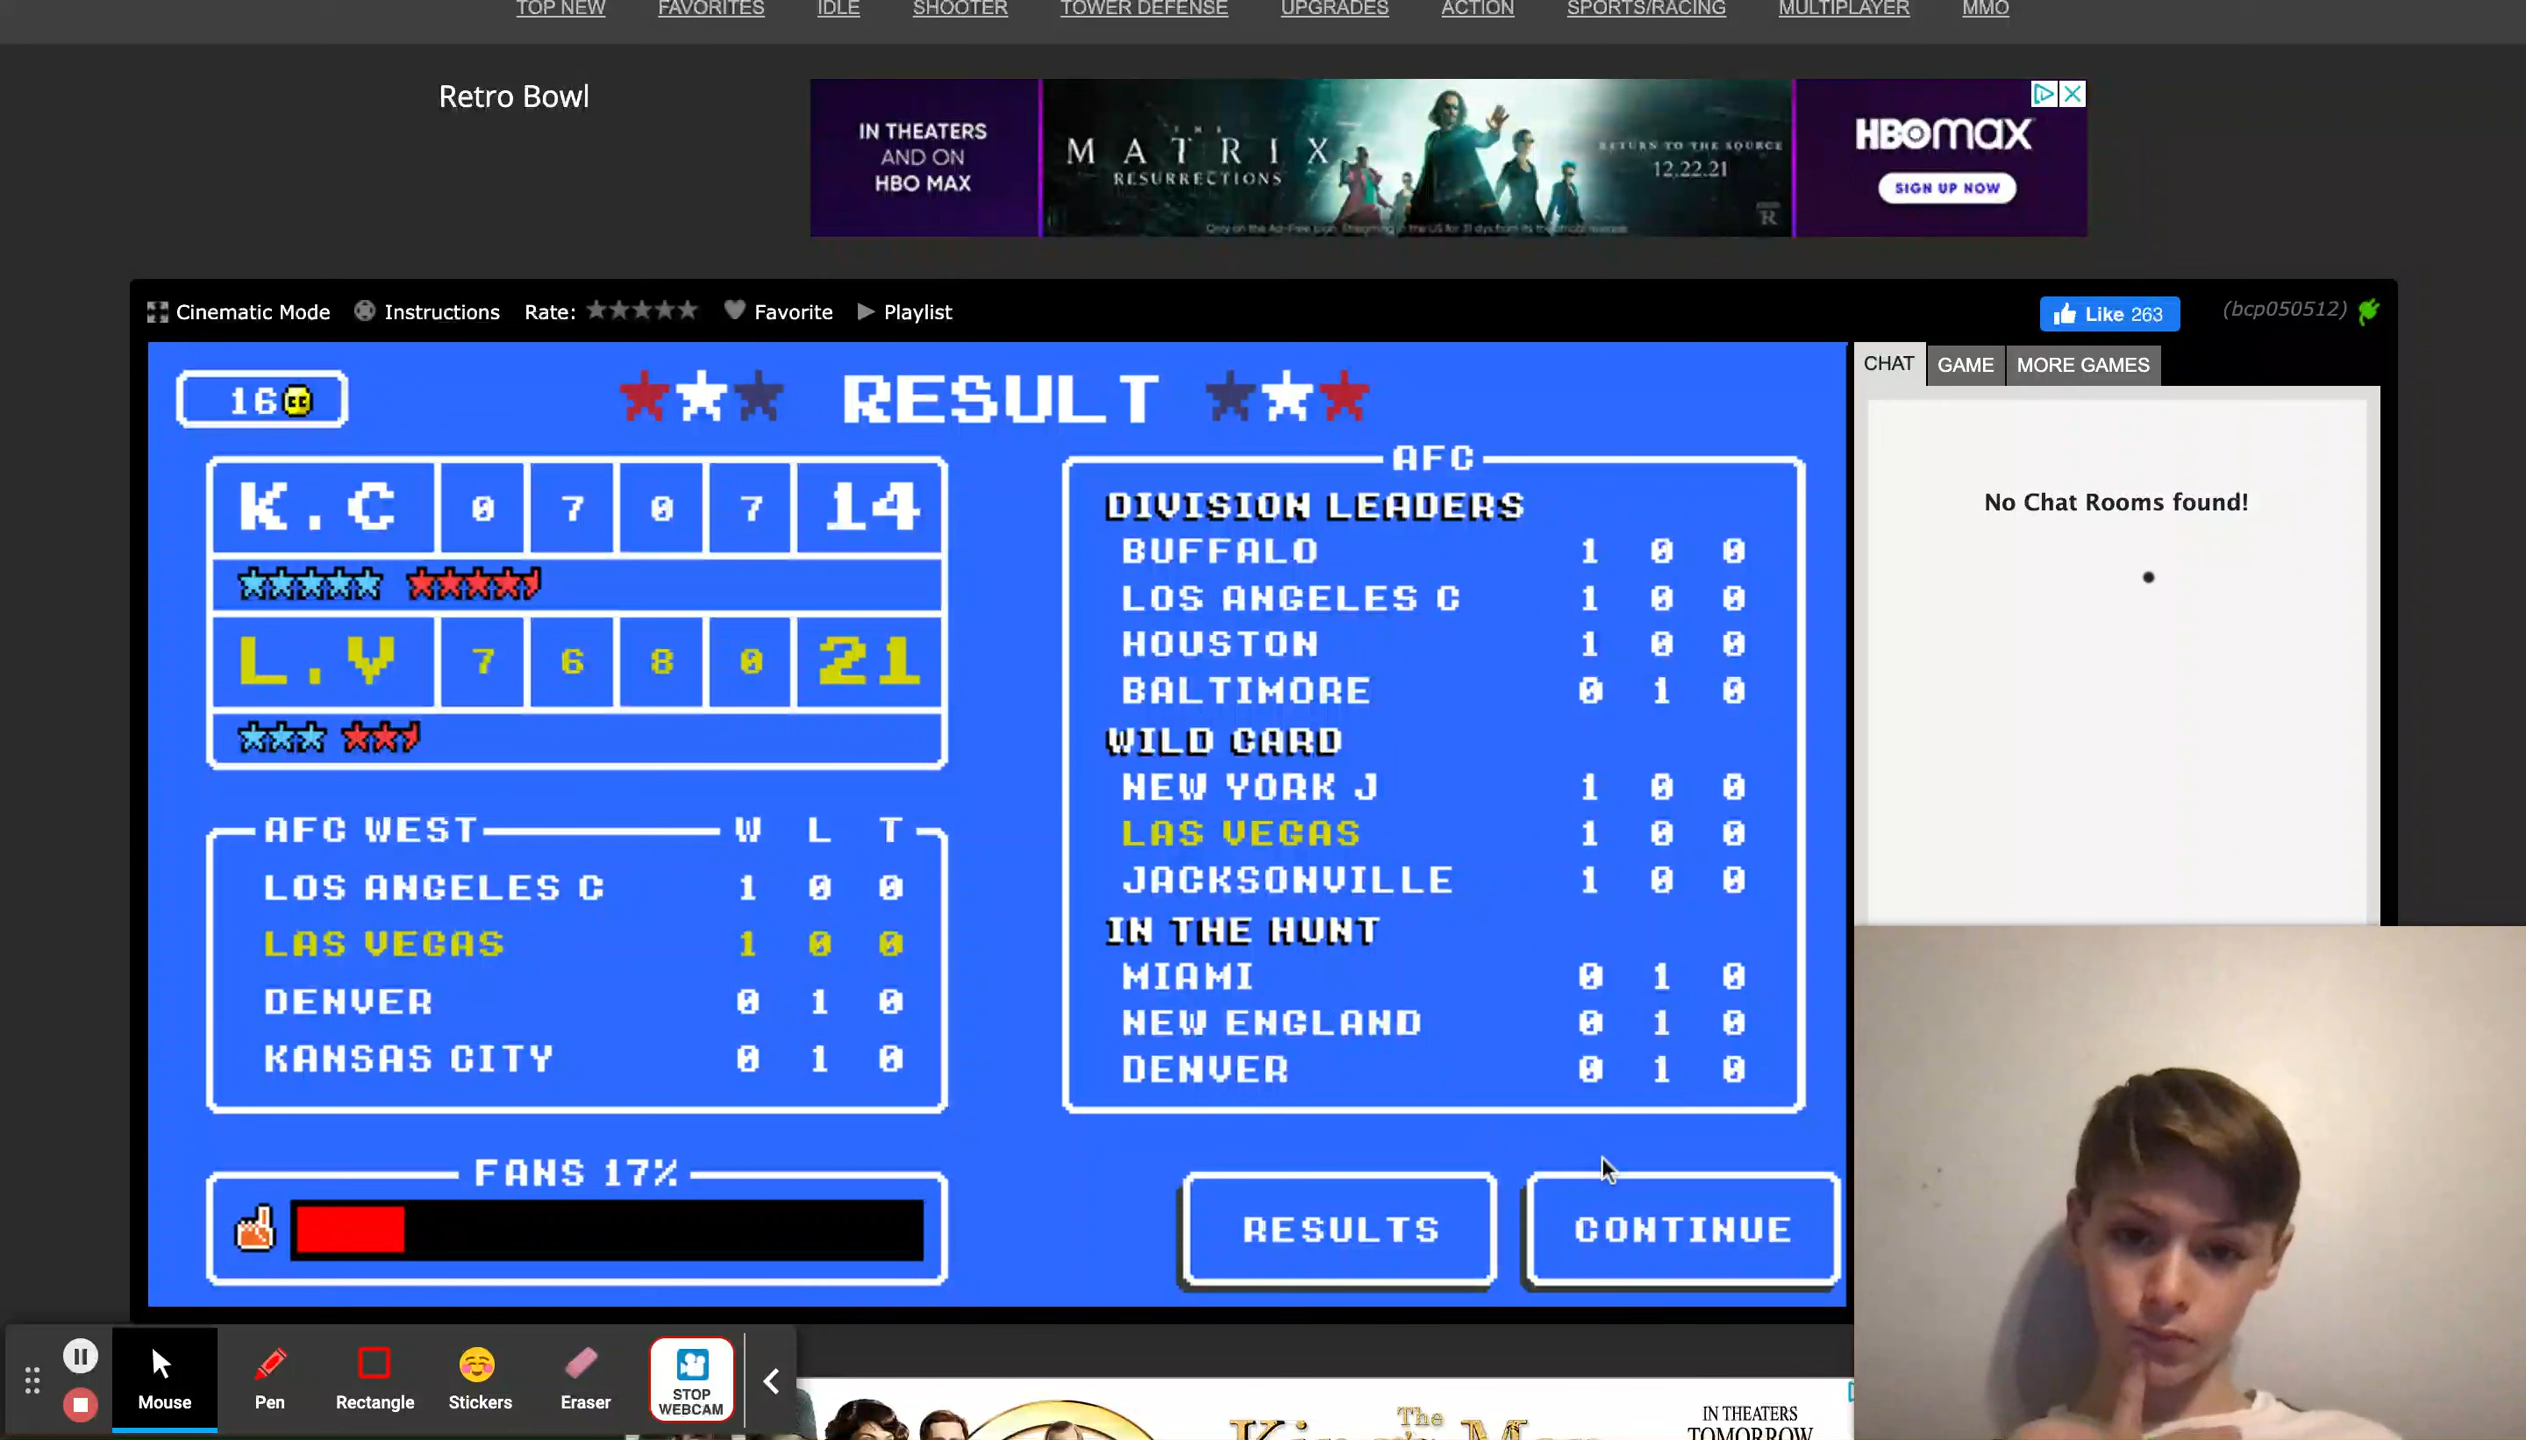 TOP NEW FAVORITES IDLE SHOOTER TOWER DEFENSE UPGRADES ACTION SPORTS/RACING MULTIPLAYER MMO
Retro Bowl
IN THEATERS
AND ON
HBO MAX
THE
MATRIX
RESURRECTIONS
RETURN TO THE SOURCE
12.22.21
R
HBOmax
SIGN UP NOW
Cinematic Mode Instructions Rate: Favorite Playlist
Like 263
(bcp050512)
CHAT GAME MORE GAMES
No Chat Rooms found!
16
RESULT
K.C 0 7 0 7 14
L.V 7 6 8 0 21
AFC WEST W L T
LOS ANGELES C 1 0 0
LAS VEGAS 1 0 0
DENVER 0 1 0
KANSAS CITY 0 1 0
FANS 17%
AFC
DIVISION LEADERS
BUFFALO 1 0 0
LOS ANGELES C 1 0 0
HOUSTON 1 0 0
BALTIMORE 0 1 0
WILD CARD
NEW YORK J 1 0 0
LAS VEGAS 1 0 0
JACKSONVILLE 1 0 0
IN THE HUNT
MIAMI 0 1 0
NEW ENGLAND 0 1 0
DENVER 0 1 0
RESULTS
CONTINUE
Mouse Pen Rectangle Stickers Eraser
STOP
WEBCAM
The
IN THEATERS
TOMORROW